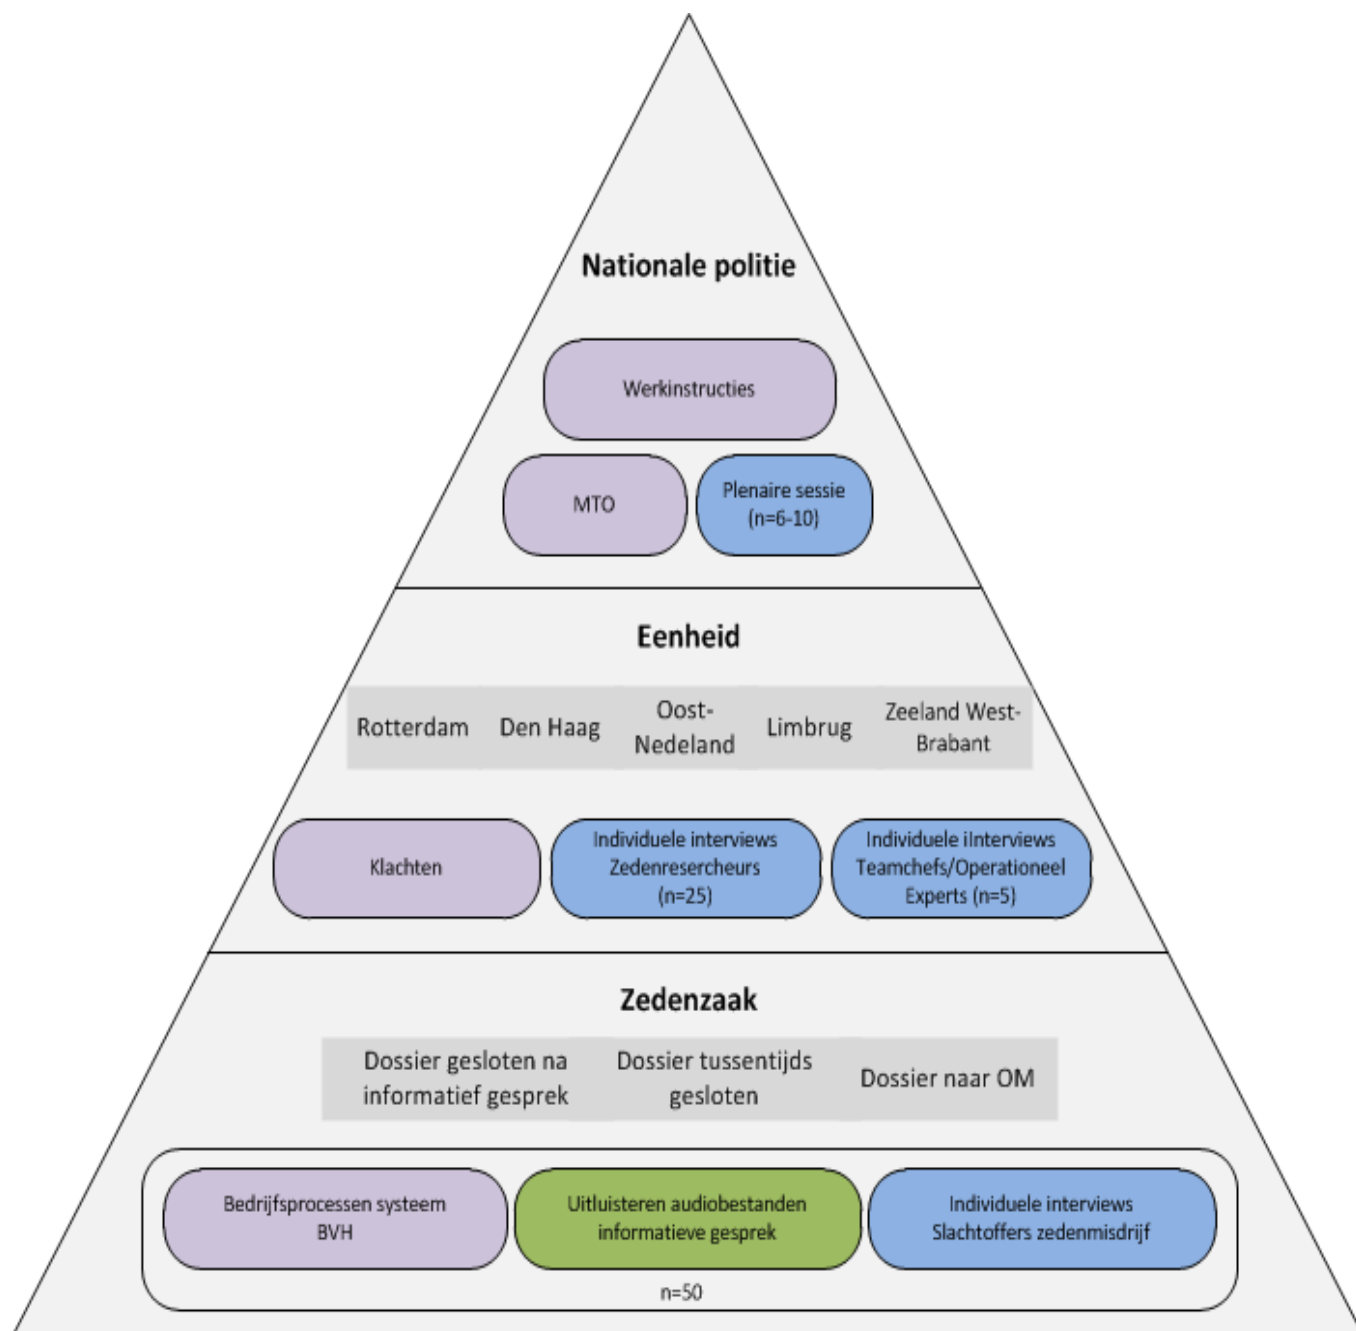 Nationale politie
Werkinstructies
MTO
Plenaire sessie
(n=6-10)
Eenheid
Rotterdam
Den Haag
Oost-
Nedeland
Limbrug
Zeeland West-
Brabant
Klachten
Individuele interviews
Zedenresercheurs
(n=25)
Individuele iInterviews
Teamchefs/Operationeel
Experts (n=5)
Zedenzaak
Dossier gesloten na
informatief gesprek
Dossier tussentijds
gesloten
Dossier naar OM
Bedrijfsprocessen systeem
BVH
Uitluisteren audiobestanden
informatieve gesprek
Individuele interviews
Slachtoffers zedenmisdrijf
n=50